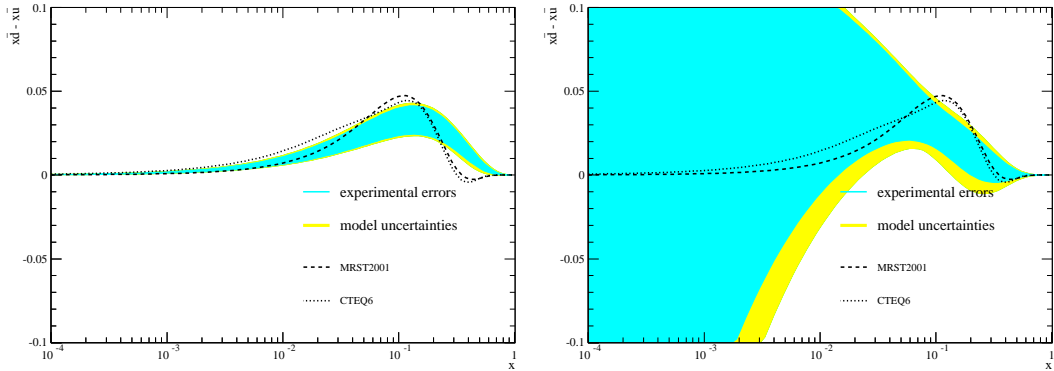 xd̄ - xū
0.1
0.05
0
-0.05
-0.1
experimental errors
model uncertainties
MRST2001
CTEQ6
10⁻⁴
10⁻³
10⁻²
10⁻¹
1
x
xd̄ - xū
0.1
0.05
0
-0.05
-0.1
experimental errors
model uncertainties
MRST2001
CTEQ6
10⁻⁴
10⁻³
10⁻²
10⁻¹
1
x